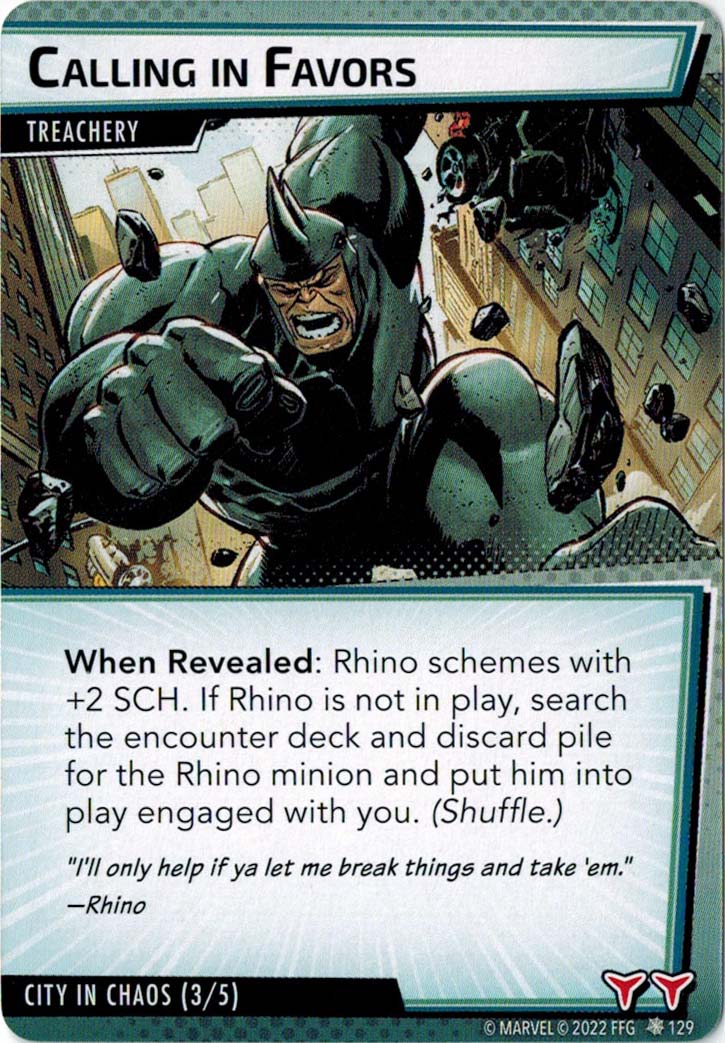 CALLING IN FAVORS
TREACHERY
When Revealed: Rhino schemes with
+2 SCH. If Rhino is not in play, search
the encounter deck and discard pile
for the Rhino minion and put him into
play engaged with you. (Shuffle.)
"I'll only help if ya let me break things and take 'em."
—Rhino
CITY IN CHAOS (3/5)
© MARVEL © 2022 FFG 129